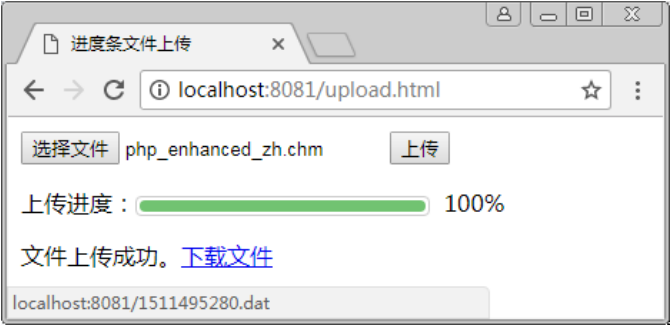 进度条文件上传
localhost:8081/upload.html
选择文件 php_enhanced_zh.chm 上传
上传进度： 100%
文件上传成功。下载文件
localhost:8081/1511495280.dat